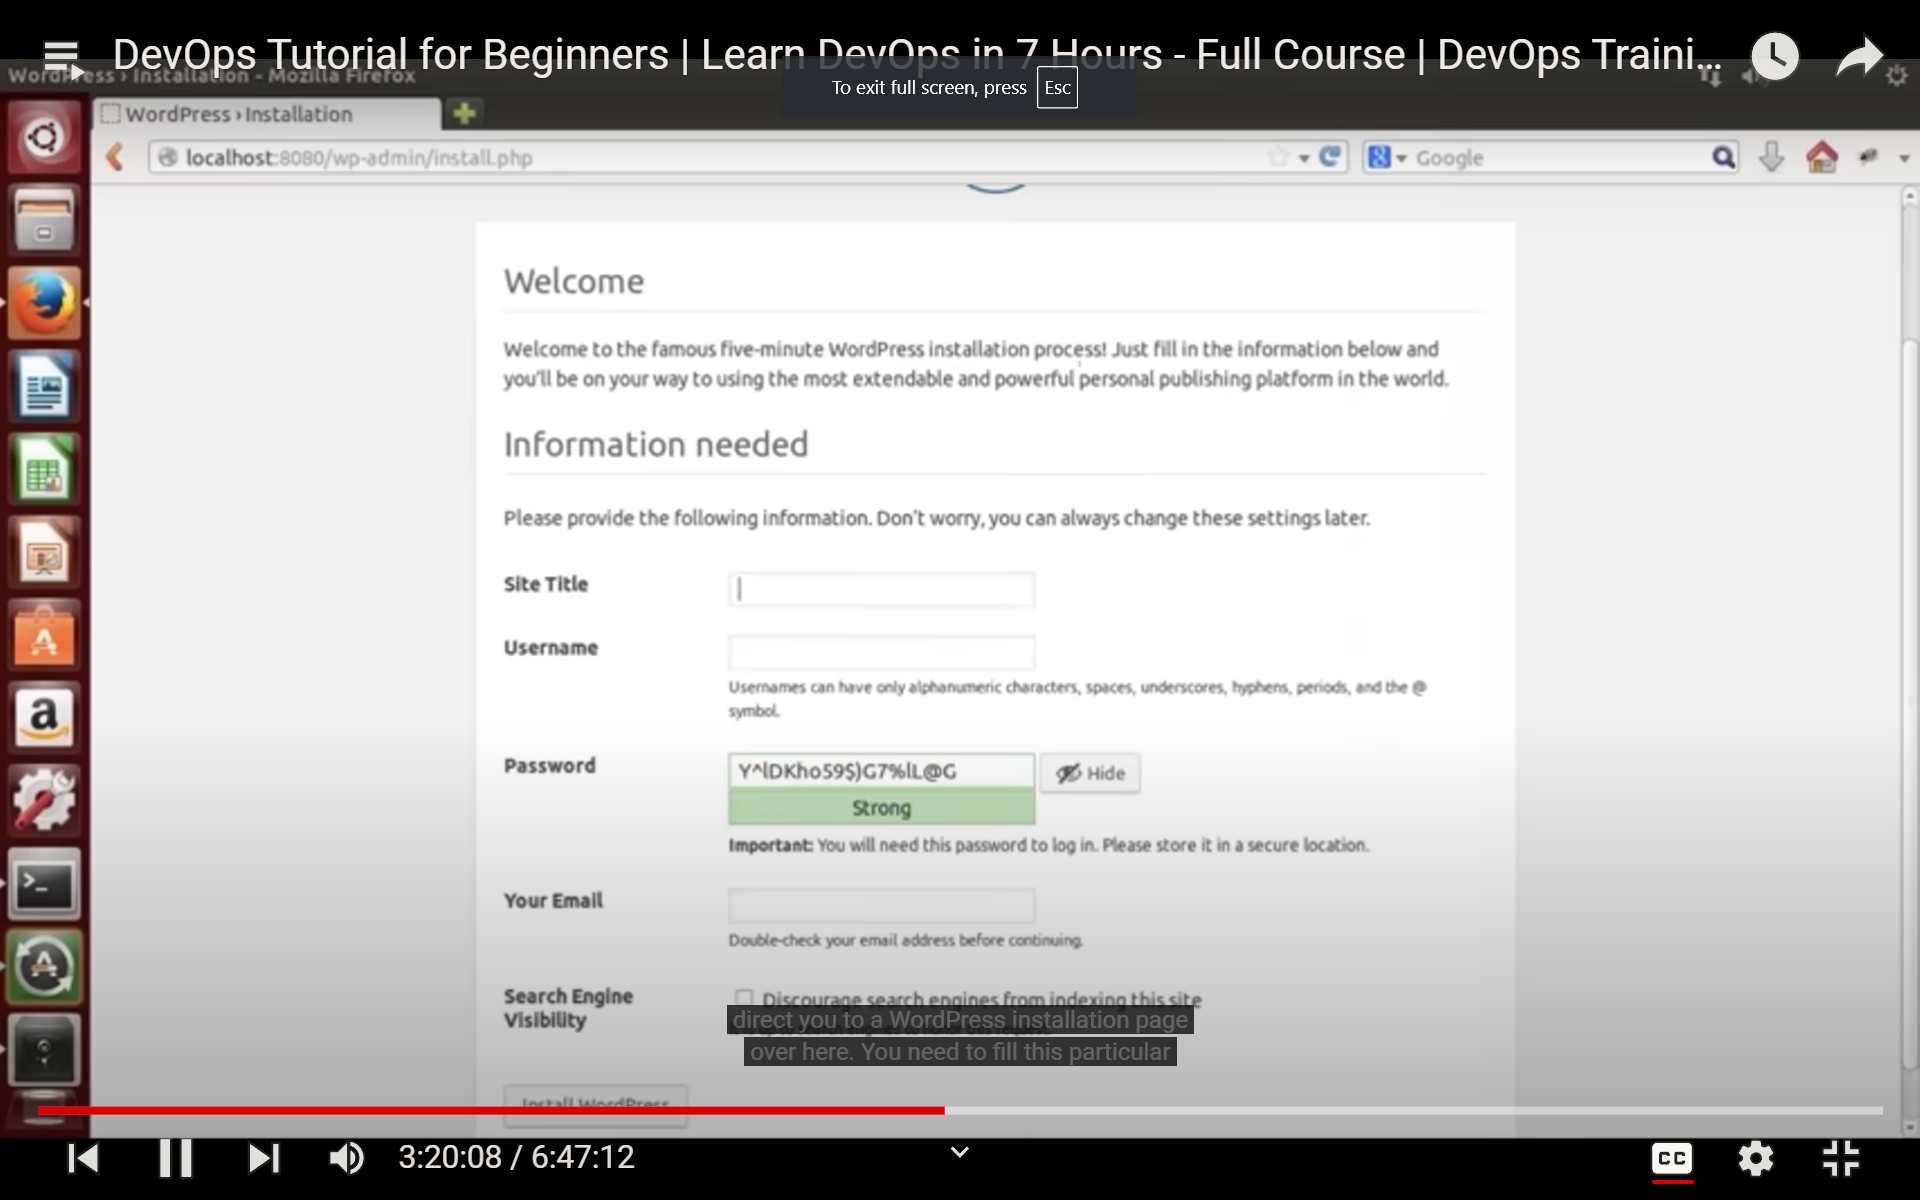 DevOps Tutorial for Beginners | Learn DevOps in 7 Hours - Full Course | DevOps Traini...
WordPress › Installation - Mozilla Firefox
To exit full screen, press Esc
WordPress › Installation
localhost:8080/wp-admin/install.php
Google
Welcome
Welcome to the famous five-minute WordPress installation process! Just fill in the information below and
you'll be on your way to using the most extendable and powerful personal publishing platform in the world.
Information needed
Please provide the following information. Don't worry, you can always change these settings later.
Site Title
Username
Usernames can have only alphanumeric characters, spaces, underscores, hyphens, periods, and the @
symbol.
Password
Y^lDKho59$)G7%lL@G
Hide
Strong
Important: You will need this password to log in. Please store it in a secure location.
Your Email
Double-check your email address before continuing.
Search Engine
Visibility
Discourage search engines from indexing this site
direct you to a WordPress installation page
over here. You need to fill this particular
Install WordPress
3:20:08 / 6:47:12
CC